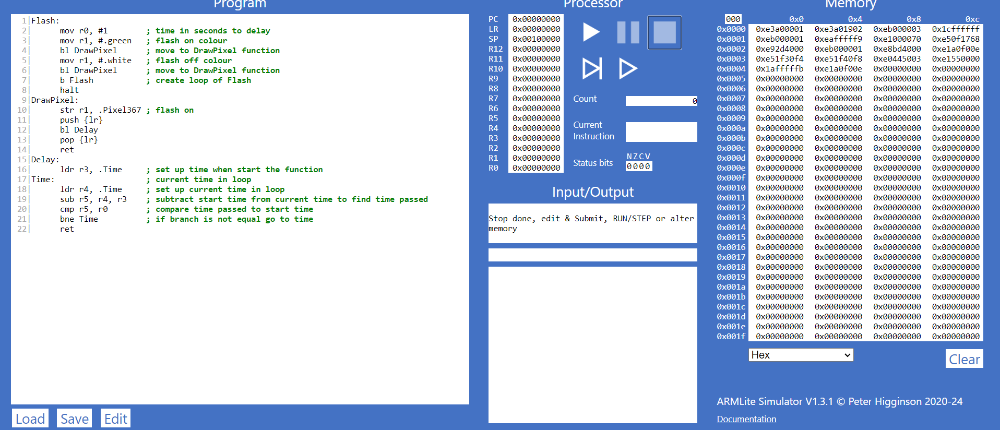 Program
1|Flash:
2| mov r0, #1 ; time in seconds to delay
3| mov r1, #.green ; flash on colour
4| bl DrawPixel ; move to DrawPixel function
5| mov r1, #.white ; flash off colour
6| bl DrawPixel ; move to DrawPixel function
7| b Flash ; create loop of Flash
8| halt
9|DrawPixel:
10| str r1, .Pixel367 ; flash on
11| push {lr}
12| bl Delay
13| pop {lr}
14| ret
15|Delay:
16| ldr r3, .Time ; set up time when start the function
17|Time: ; current time in loop
18| ldr r4, .Time ; set up current time in loop
19| sub r5, r4, r3 ; subtract start time from current time to find time passed
20| cmp r5, r0 ; compare time passed to start time
21| bne Time ; if branch is not equal go to time
22| ret
Load Save Edit
Processor
PC 0x00000000
LR 0x00000000
SP 0x00100000
R12 0x00000000
R11 0x00000000
R10 0x00000000
R9 0x00000000
R8 0x00000000
R7 0x00000000
R6 0x00000000
R5 0x00000000
R4 0x00000000
R3 0x00000000
R2 0x00000000
R1 0x00000000
R0 0x00000000
Count 0
Current
Instruction
NZCV
Status bits 0000
Input/Output
Stop done, edit & Submit, RUN/STEP or alter
memory
Memory
000 0x0 0x4 0x8 0xc
0x0000 0xe3a00001 0xe3a01902 0xeb000003 0x1cffffff
0x0001 0xeb000001 0xeafffff9 0xe1000070 0xe50f1768
0x0002 0xe92d4000 0xeb000001 0xe8bd4000 0xe1a0f00e
0x0003 0xe51f30f4 0xe51f40f8 0xe0445003 0xe1550000
0x0004 0x1afffffb 0xe1a0f00e 0x00000000 0x00000000
0x0005 0x00000000 0x00000000 0x00000000 0x00000000
0x0006 0x00000000 0x00000000 0x00000000 0x00000000
0x0007 0x00000000 0x00000000 0x00000000 0x00000000
0x0008 0x00000000 0x00000000 0x00000000 0x00000000
0x0009 0x00000000 0x00000000 0x00000000 0x00000000
0x000a 0x00000000 0x00000000 0x00000000 0x00000000
0x000b 0x00000000 0x00000000 0x00000000 0x00000000
0x000c 0x00000000 0x00000000 0x00000000 0x00000000
0x000d 0x00000000 0x00000000 0x00000000 0x00000000
0x000e 0x00000000 0x00000000 0x00000000 0x00000000
0x000f 0x00000000 0x00000000 0x00000000 0x00000000
0x0010 0x00000000 0x00000000 0x00000000 0x00000000
0x0011 0x00000000 0x00000000 0x00000000 0x00000000
0x0012 0x00000000 0x00000000 0x00000000 0x00000000
0x0013 0x00000000 0x00000000 0x00000000 0x00000000
0x0014 0x00000000 0x00000000 0x00000000 0x00000000
0x0015 0x00000000 0x00000000 0x00000000 0x00000000
0x0016 0x00000000 0x00000000 0x00000000 0x00000000
0x0017 0x00000000 0x00000000 0x00000000 0x00000000
0x0018 0x00000000 0x00000000 0x00000000 0x00000000
0x0019 0x00000000 0x00000000 0x00000000 0x00000000
0x001a 0x00000000 0x00000000 0x00000000 0x00000000
0x001b 0x00000000 0x00000000 0x00000000 0x00000000
0x001c 0x00000000 0x00000000 0x00000000 0x00000000
0x001d 0x00000000 0x00000000 0x00000000 0x00000000
0x001e 0x00000000 0x00000000 0x00000000 0x00000000
0x001f 0x00000000 0x00000000 0x00000000 0x00000000
Hex Clear
ARMLite Simulator V1.3.1 © Peter Higginson 2020-24
Documentation